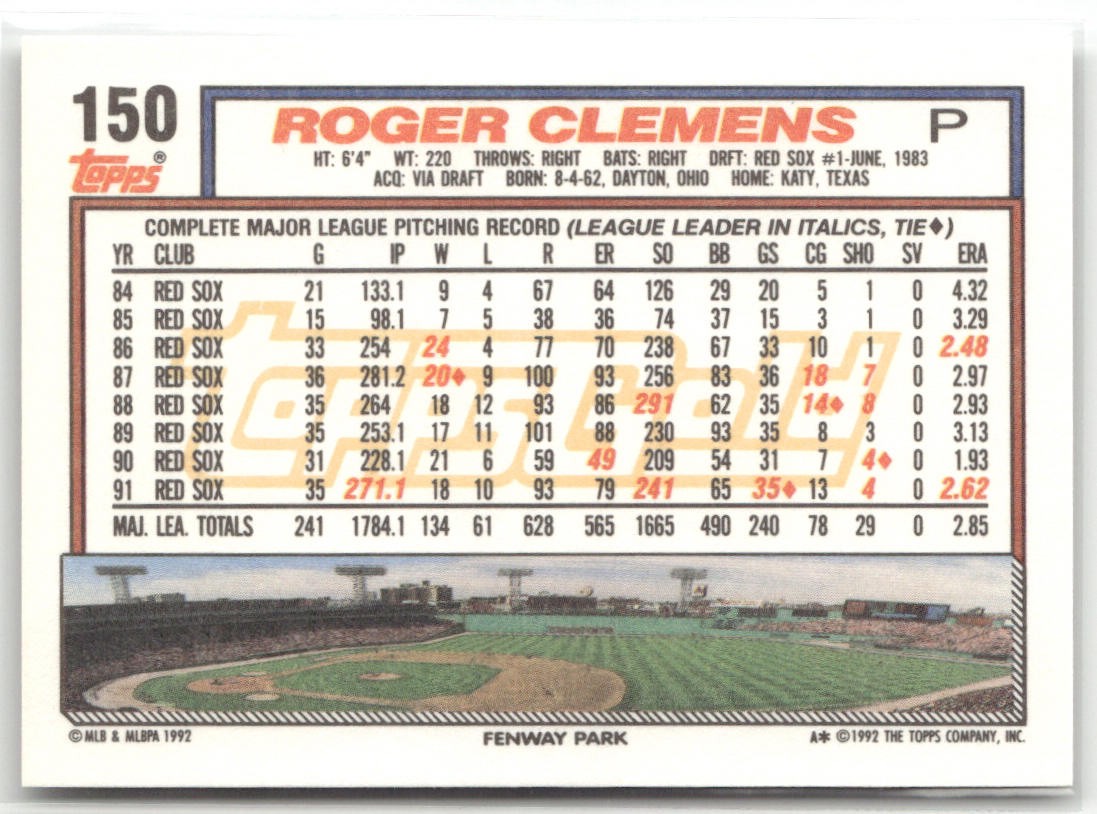 150
topps®
ROGER CLEMENS P
HT: 6'4" WT: 220 THROWS: RIGHT BATS: RIGHT DRFT: RED SOX #1-JUNE, 1983
ACQ: VIA DRAFT BORN: 8-4-62, DAYTON, OHIO HOME: KATY, TEXAS
COMPLETE MAJOR LEAGUE PITCHING RECORD (LEAGUE LEADER IN ITALICS, TIE♦)
YR CLUB G IP W L R ER SO BB GS CG SHO SV ERA
84 RED SOX 21 133.1 9 4 67 64 126 29 20 5 1 0 4.32
85 RED SOX 15 98.1 7 5 38 36 74 37 15 3 1 0 3.29
86 RED SOX 33 254 24 4 77 70 238 67 33 10 1 0 2.48
87 RED SOX 36 281.2 20♦ 9 100 93 256 83 36 18 7 0 2.97
88 RED SOX 35 264 18 12 93 86 291 62 35 14♦ 8 0 2.93
89 RED SOX 35 253.1 17 11 101 88 230 93 35 8 3 0 3.13
90 RED SOX 31 228.1 21 6 59 49 209 54 31 7 4♦ 0 1.93
91 RED SOX 35 271.1 18 10 93 79 241 65 35♦ 13 4 0 2.62
MAJ. LEA. TOTALS 241 1784.1 134 61 628 565 1665 490 240 78 29 0 2.85
ToppsGold
© MLB & MLBPA 1992 FENWAY PARK A* © 1992 THE TOPPS COMPANY, INC.